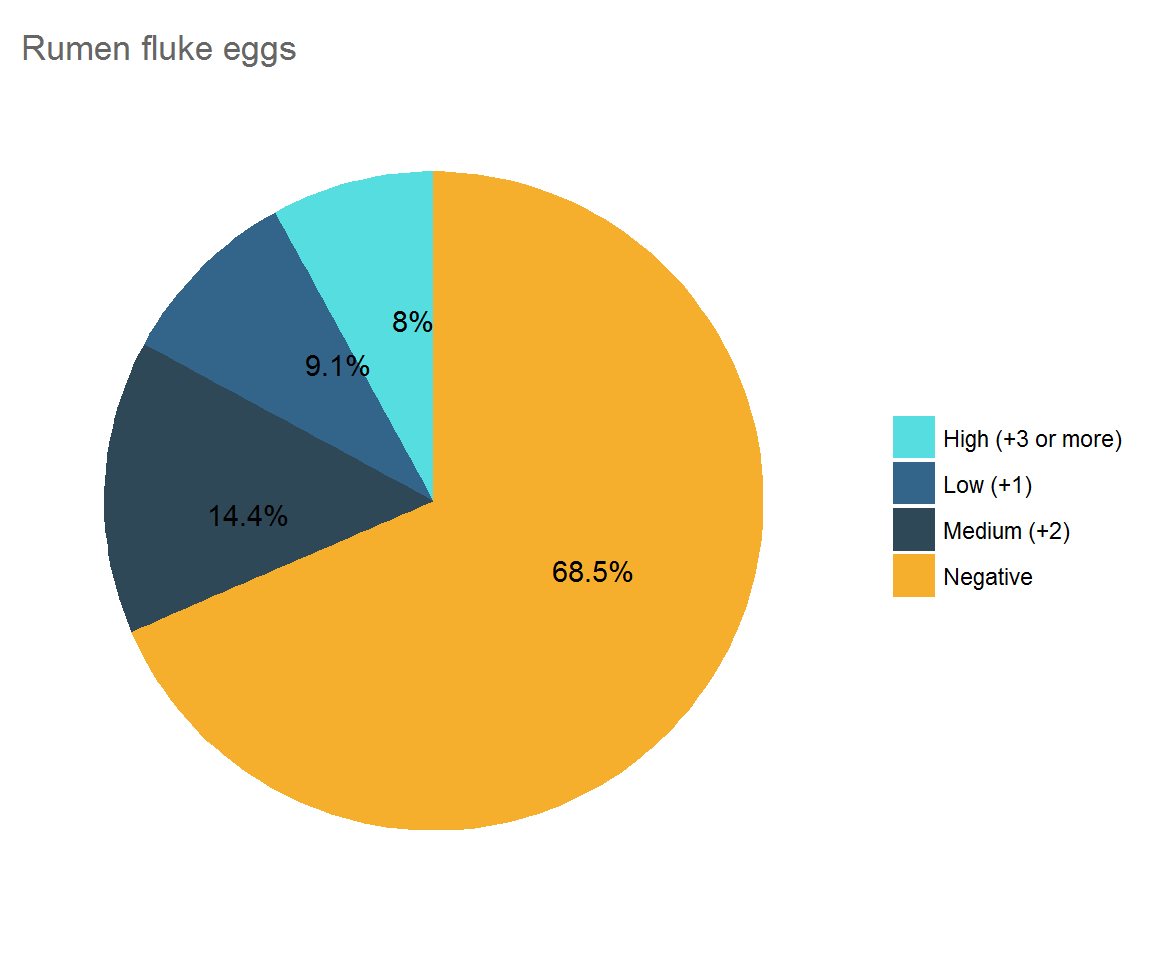 Rumen fluke eggs
8%
9.1%
14.4%
68.5%
High (+3 or more)
Low (+1)
Medium (+2)
Negative